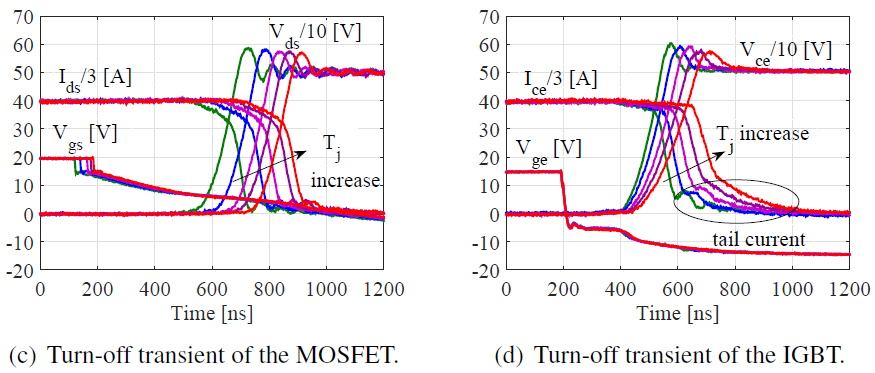 70
60
50
40
30
20
10
0
-10
-20
V_ds/10 [V]
I_ds/3 [A]
V_gs [V]
T_j
increase
0 200 400 600 800 1000 1200
Time [ns]
(c) Turn-off transient of the MOSFET.
70
60
50
40
30
20
10
0
-10
-20
V_ce/10 [V]
I_ce/3 [A]
V_ge [V]
T_j increase
tail current
0 200 400 600 800 1000 1200
Time [ns]
(d) Turn-off transient of the IGBT.